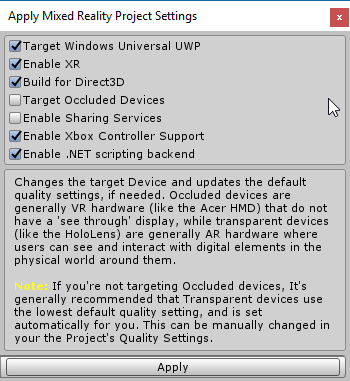 Apply Mixed Reality Project Settings
x
Target Windows Universal UWP
Enable XR
Build for Direct3D
Target Occluded Devices
Enable Sharing Services
Enable Xbox Controller Support
Enable .NET scripting backend
Changes the target Device and updates the default
quality settings, if needed. Occluded devices are
generally VR hardware (like the Acer HMD) that do not
have a 'see through' display, while transparent devices
(like the HoloLens) are generally AR hardware where
users can see and interact with digital elements in the
physical world around them.
Note: If you're not targeting Occluded devices, It's
generally recommended that Transparent devices use
the lowest default quality setting, and is set
automatically for you. This can be manually changed in
your the Project's Quality Settings.
Apply